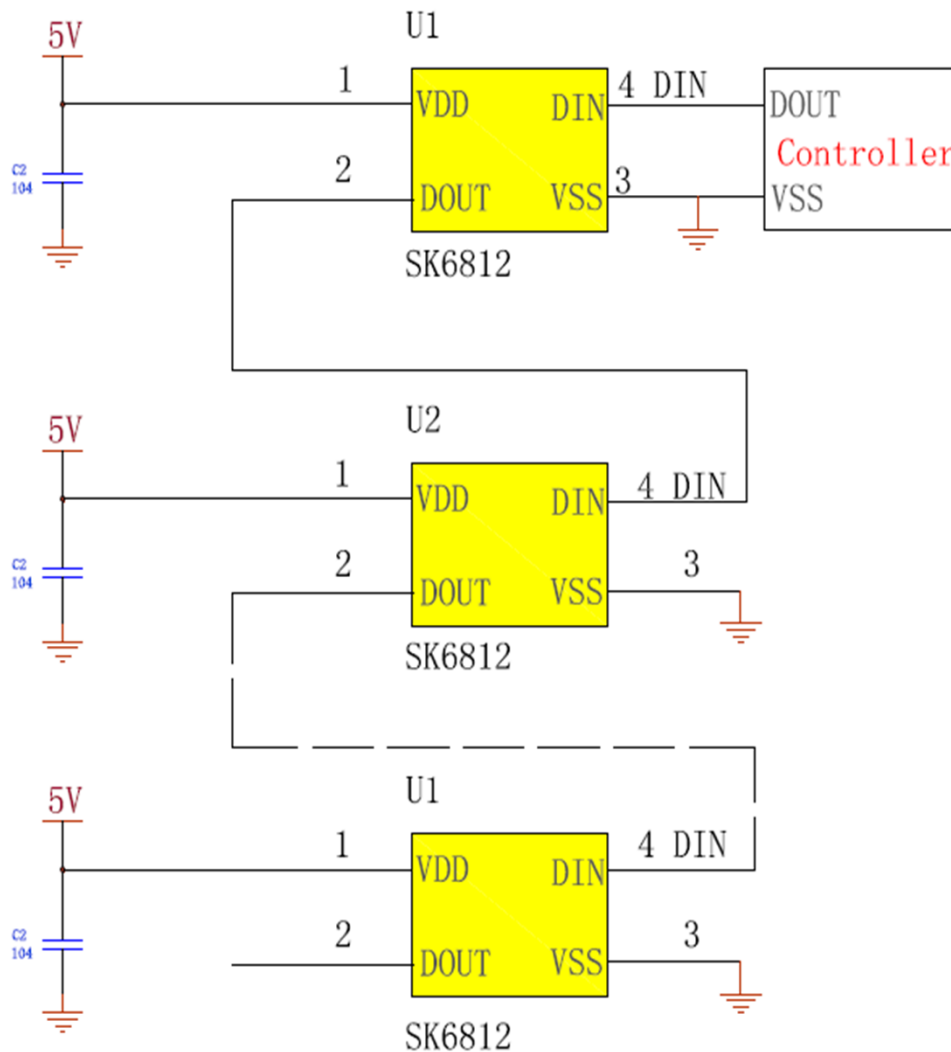 U1
5V
1
VDD
DIN
4 DIN
DOUT
Controller
C2
104
2
DOUT
VSS
3
VSS
SK6812
U2
5V
1
VDD
DIN
4 DIN
C2
104
2
DOUT
VSS
3
SK6812
U1
5V
1
VDD
DIN
4 DIN
C2
104
2
DOUT
VSS
3
SK6812